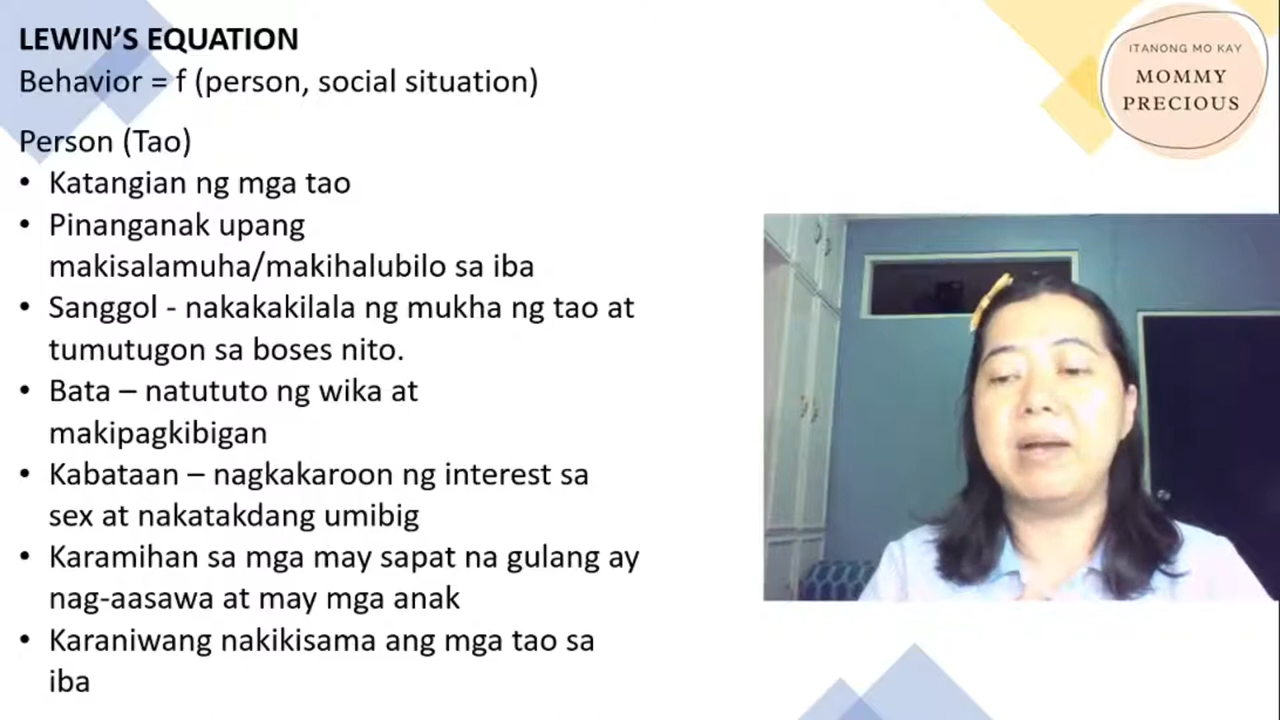 LEWIN’S EQUATION
Behavior = f (person, social situation)
Person (Tao)
• Katangian ng mga tao
• Pinanganak upang
makisalamuha/makihalubilo sa iba
• Sanggol - nakakakilala ng mukha ng tao at
tumutugon sa boses nito.
• Bata – natututo ng wika at
makipagkibigan
• Kabataan – nagkakaroon ng interest sa
sex at nakatakdang umibig
• Karamihan sa mga may sapat na gulang ay
nag-aasawa at may mga anak
• Karaniwang nakikisama ang mga tao sa
iba
ITANONG MO KAY
MOMMY
PRECIOUS